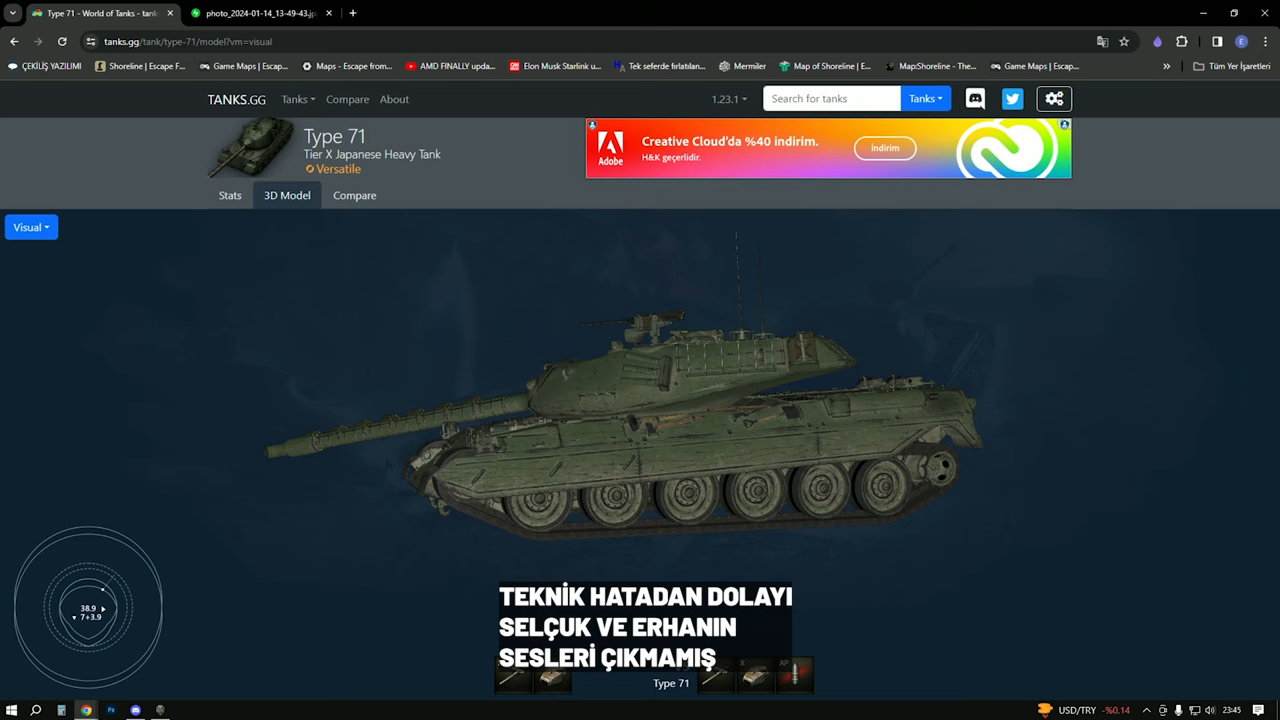 Type 71 - World of Tanks - tank
photo_2024-01-14_13-49-43.jp
tanks.gg/tank/type-71/model?vm=visual
ÇEKİLİŞ YAZILIMI
Shoreline | Escape F...
Game Maps | Escap...
Maps - Escape from...
AMD FINALLY upda...
Elon Musk Starlink u...
Tek seferde fırlatılan...
Mermiler
Map of Shoreline | E...
Map:Shoreline - The...
Game Maps | Escap...
»
Tüm Yer İşaretleri
TANKS.GG
Tanks
Compare
About
1.23.1
Search for tanks
Tanks
Type 71
Tier X Japanese Heavy Tank
Versatile
Adobe
Creative Cloud'da %40 indirim.
H&K geçerlidir.
İndirim
Stats
3D Model
Compare
Visual
38.9
7+3.9
TEKNİK HATADAN DOLAYI
SELÇUK VE ERHANIN
SESLERİ ÇIKMAMIŞ
Type 71
X
AP
USD/TRY -%0.14
23:45